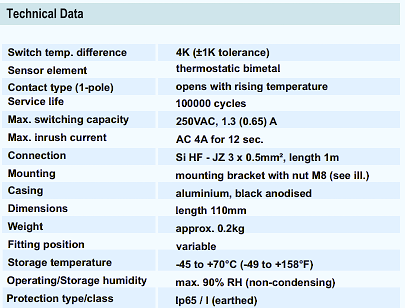 Technical Data
Switch temp. difference 4K (±1K tolerance)
Sensor element thermostatic bimetal
Contact type (1-pole) opens with rising temperature
Service life 100000 cycles
Max. switching capacity 250VAC, 1.3 (0.65) A
Max. inrush current AC 4A for 12 sec.
Connection Si HF - JZ 3 x 0.5mm², length 1m
Mounting mounting bracket with nut M8 (see ill.)
Casing aluminium, black anodised
Dimensions length 110mm
Weight approx. 0.2kg
Fitting position variable
Storage temperature -45 to +70°C (-49 to +158°F)
Operating/Storage humidity max. 90% RH (non-condensing)
Protection type/class Ip65 / I (earthed)